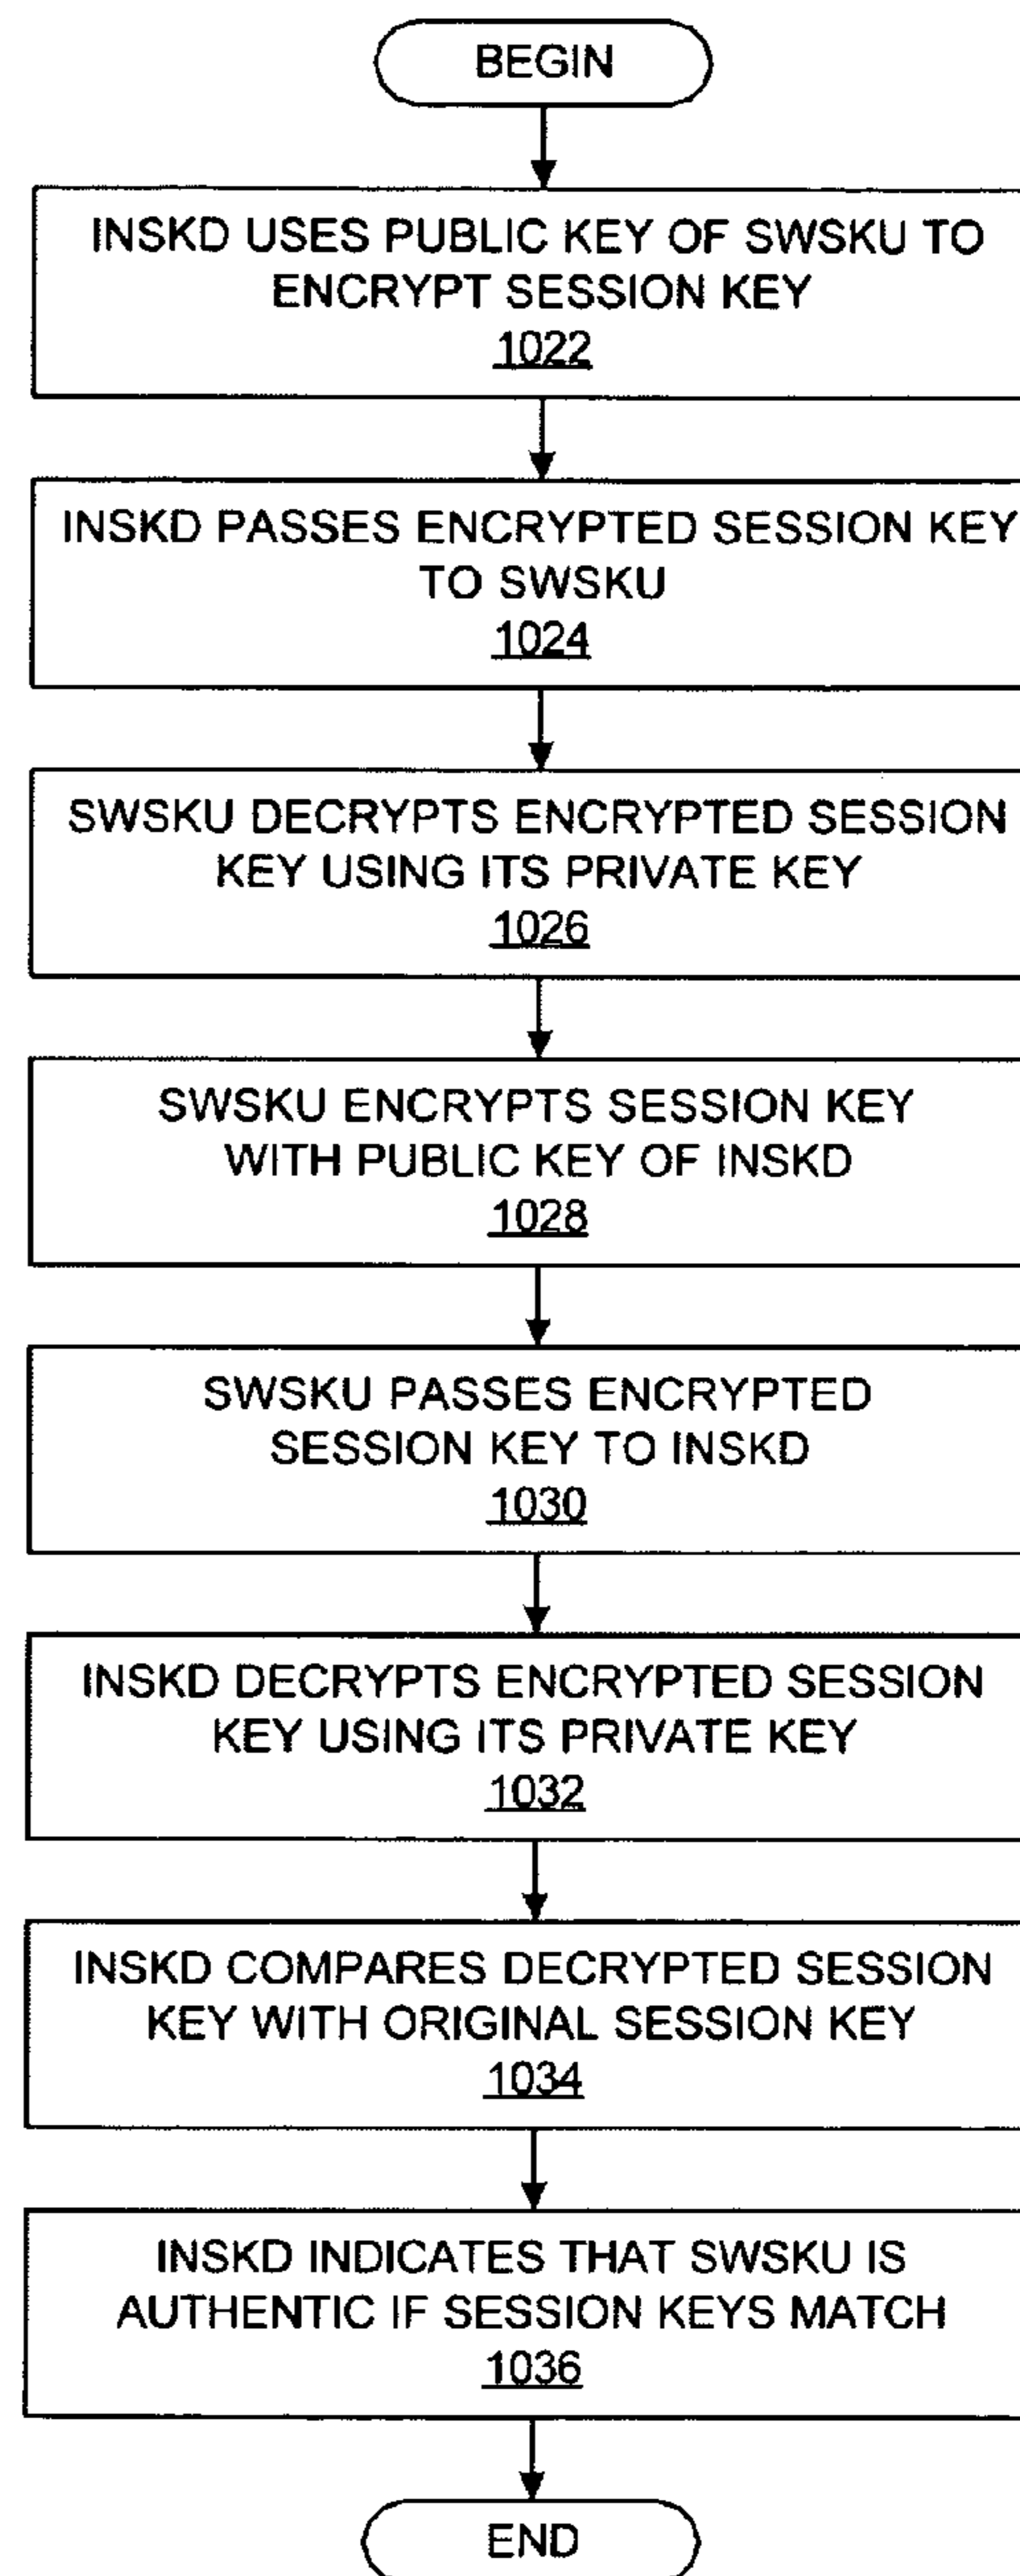 BEGIN
INSKD USES PUBLIC KEY OF SWSKU TO
ENCRYPT SESSION KEY
1022
INSKD PASSES ENCRYPTED SESSION KEY
TO SWSKU
1024
SWSKU DECRYPTS ENCRYPTED SESSION
KEY USING ITS PRIVATE KEY
1026
SWSKU ENCRYPTS SESSION KEY
WITH PUBLIC KEY OF INSKD
1028
SWSKU PASSES ENCRYPTED
SESSION KEY TO INSKD
1030
INSKD DECRYPTS ENCRYPTED SESSION
KEY USING ITS PRIVATE KEY
1032
INSKD COMPARES DECRYPTED SESSION
KEY WITH ORIGINAL SESSION KEY
1034
INSKD INDICATES THAT SWSKU IS
AUTHENTIC IF SESSION KEYS MATCH
1036
END